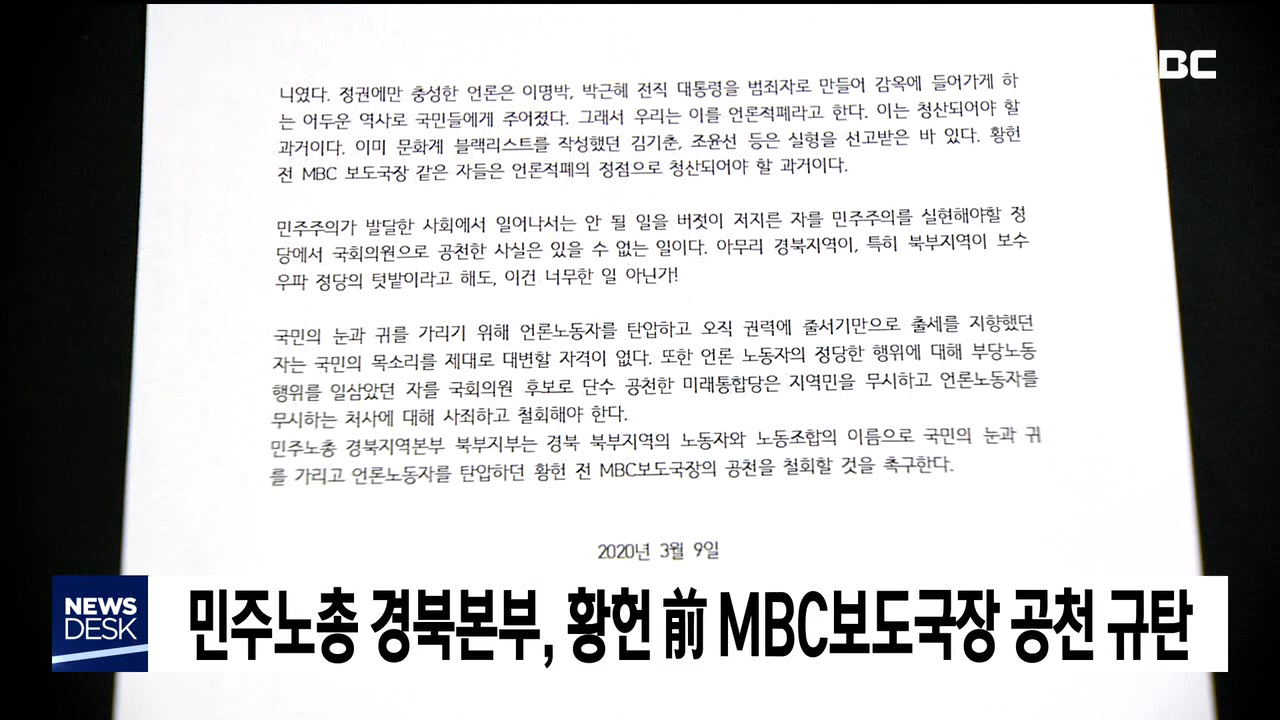 BC
니였다. 정권에만 충성한 언론은 이명박, 박근혜 전직 대통령을 범죄자로 만들어 감옥에 들어가게 하
는 어두운 역사로 국민들에게 주어졌다. 그래서 우리는 이를 언론적폐라고 한다. 이는 청산되어야 할
과거이다. 이미 문화계 블랙리스트를 작성했던 김기춘, 조윤선 등은 실형을 선고받은 바 있다. 황헌
전 MBC 보도국장 같은 자들은 언론적폐의 정점으로 청산되어야 할 과거이다.
민주주의가 발달한 사회에서 일어나서는 안 될 일을 버젓이 저지른 자를 민주주의를 실현해야할 정
당에서 국회의원으로 공천한 사실은 있을 수 없는 일이다. 아무리 경북지역이, 특히 북부지역이 보수
우파 정당의 텃밭이라고 해도, 이건 너무한 일 아닌가!
국민의 눈과 귀를 가리기 위해 언론노동자를 탄압하고 오직 권력에 줄서기만으로 출세를 지향했던
자는 국민의 목소리를 제대로 대변할 자격이 없다. 또한 언론 노동자의 정당한 행위에 대해 부당노동
행위를 일삼았던 자를 국회의원 후보로 단수 공천한 미래통합당은 지역민을 무시하고 언론노동자를
무시하는 처사에 대해 사죄하고 철회해야 한다.
민주노총 경북지역본부 북부지부는 경북 북부지역의 노동자와 노동조합의 이름으로 국민의 눈과 귀
를 가리고 언론노동자를 탄압하던 황헌 전 MBC보도국장의 공천을 철회할 것을 촉구한다.
2020년 3월 9일
NEWS
DESK
민주노총 경북본부, 황헌 前 MBC보도국장 공천 규탄